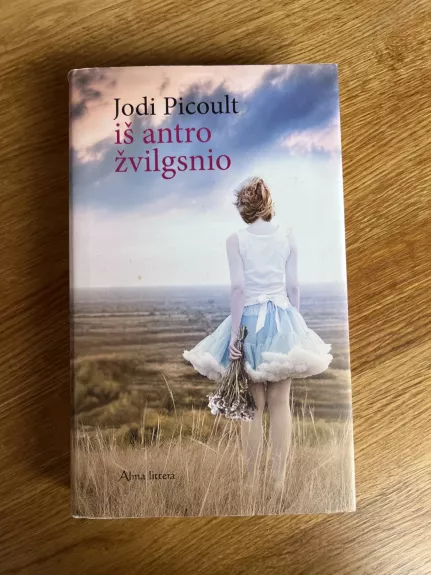 Jodi Picoult
iš antro
žvilgsnio
Alma littera